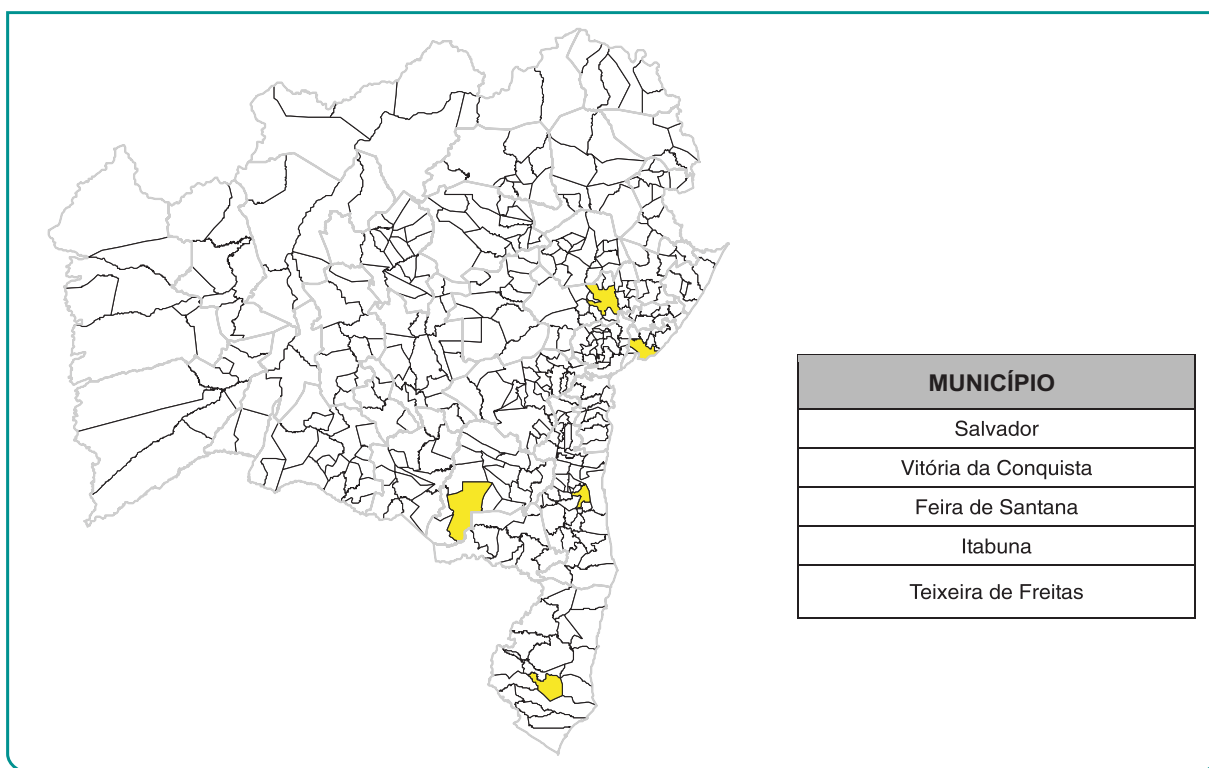 MUNICÍPIO
Salvador
Vitória da Conquista
Feira de Santana
Itabuna
Teixeira de Freitas